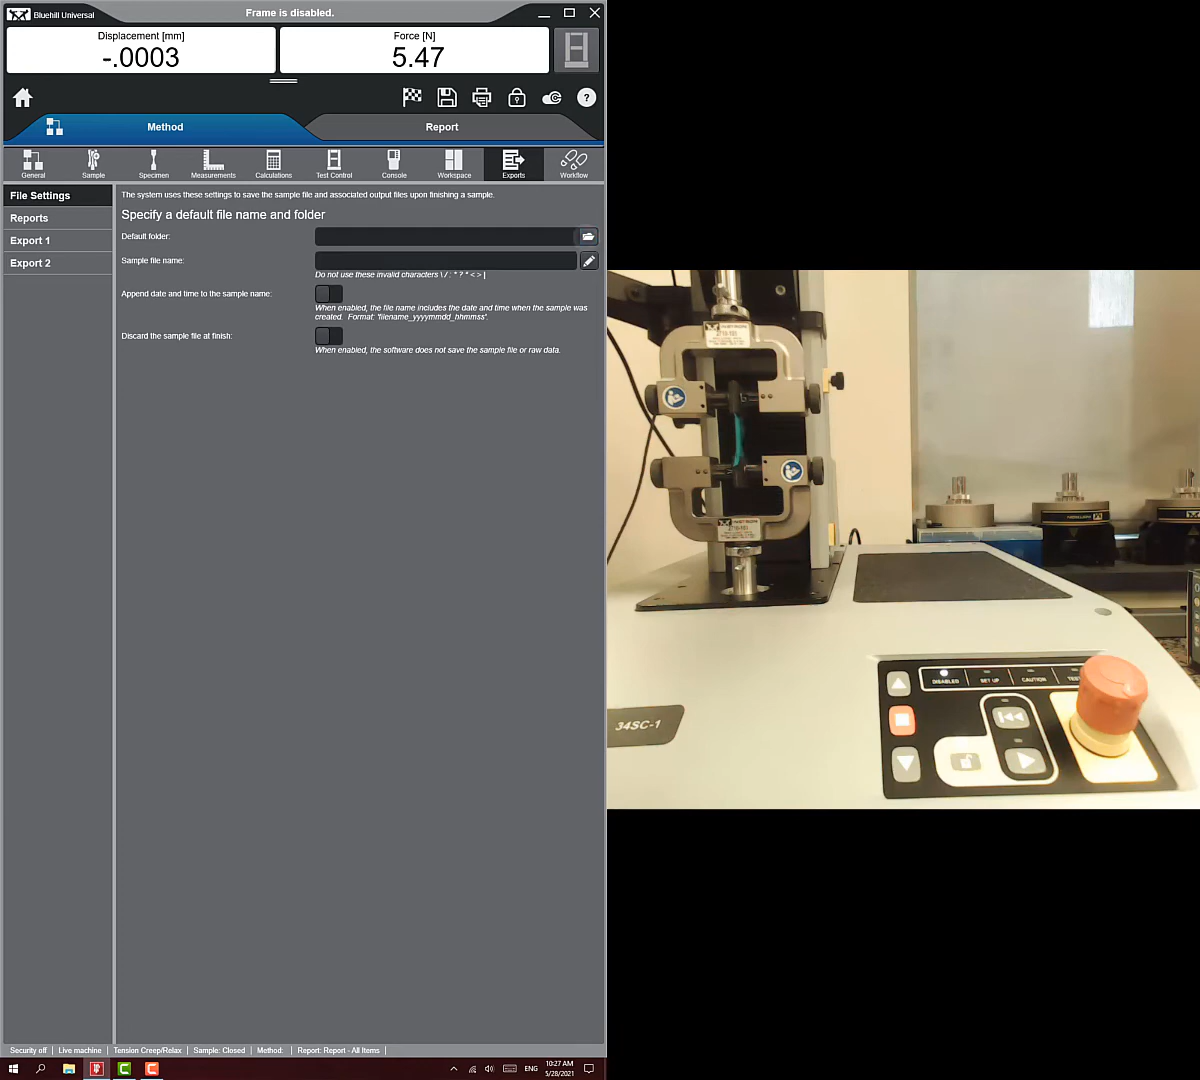 Bluehill Universal
Frame is disabled.
Displacement [mm]
-.0003
Force [N]
5.47
?
Method
Report
General
Sample
Specimen
Measurements
Calculations
Test Control
Console
Workspace
Exports
Workflow
File Settings
Reports
Export 1
Export 2
The system uses these settings to save the sample file and associated output files upon finishing a sample.
Specify a default file name and folder
Default folder:
Sample file name:
Do not use these invalid characters \ / : * ? " < > |
Append date and time to the sample name:
When enabled, the file name includes the date and time when the sample was
created. Format: "filename_yyyymmdd_hhmmss".
Discard the sample file at finish:
When enabled, the software does not save the sample file or raw data.
Security off
Live machine
Tension Creep/Relax
Sample: Closed
Method:
Report: Report - All Items
ENG
10:27 AM
5/28/2021
DISABLED
SET UP
CAUTION
34SC-1